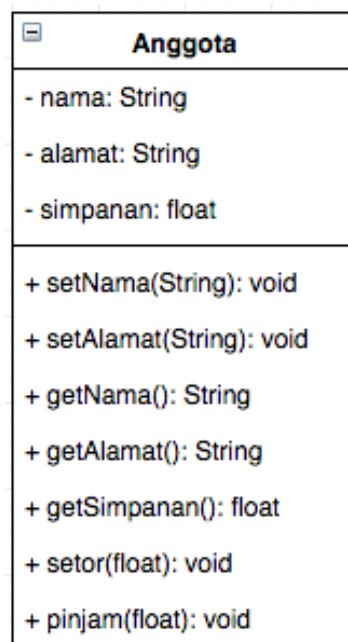 Anggota
- nama: String
- alamat: String
- simpanan: float
+ setNama(String): void
+ setAlamat(String): void
+ getNama(): String
+ getAlamat(): String
+ getSimpanan(): float
+ setor(float): void
+ pinjam(float): void